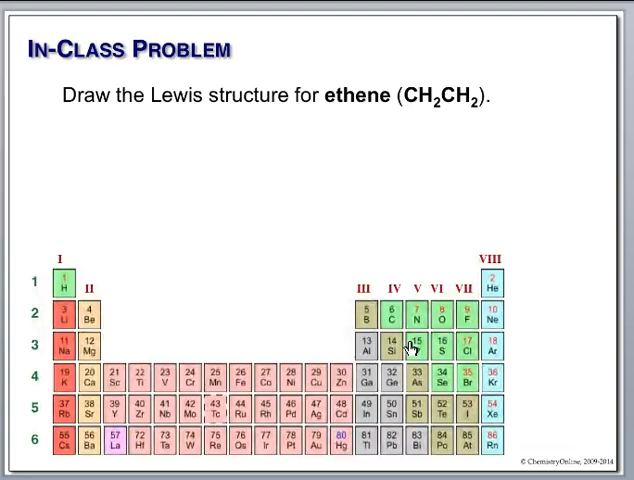 IN-CLASS PROBLEM
Draw the Lewis structure for ethene (CH₂CH₂).
I VIII
1 1 H 2 He
II III IV V VI VII
2 3 Li 4 Be 5 B 6 C 7 N 8 O 9 F 10 Ne
3 11 Na 12 Mg 13 Al 14 Si 15 16 S 17 Cl 18 Ar
4 19 K 20 Ca 21 Sc 22 Ti 23 V 24 Cr 25 Mn 26 Fe 27 Co 28 Ni 29 Cu 30 Zn 31 Ga 32 Ge 33 As 34 Se 35 Br 36 Kr
5 37 Rb 38 Sr 39 Y 40 Zr 41 Nb 42 Mo 43 Tc 44 Ru 45 Rh 46 Pd 47 Ag 48 Cd 49 In 50 Sn 51 Sb 52 Te 53 I 54 Xe
6 55 Cs 56 Ba 57 La 72 Hf 73 Ta 74 W 75 Re 76 Os 77 Ir 78 Pt 79 Au 80 Hg 81 Tl 82 Pb 83 Bi 84 Po 85 At 86 Rn
© ChemistryOnline, 2009-2014